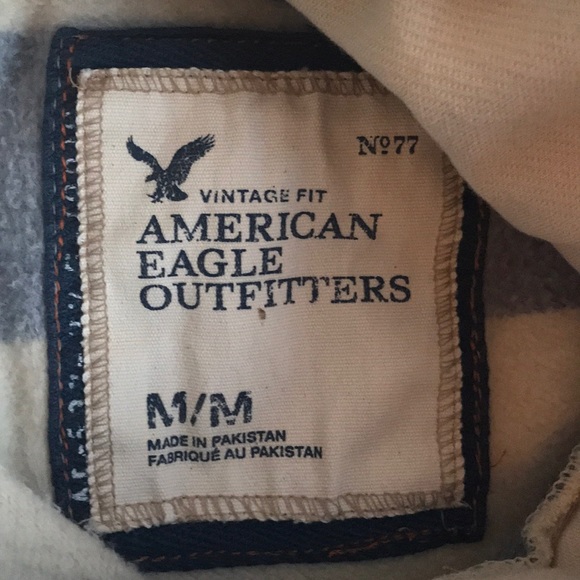 Nº77
VINTAGE FIT
AMERICAN
EAGLE
OUTFITTERS
M/M
MADE IN PAKISTAN
FABRIQUÉ AU PAKISTAN